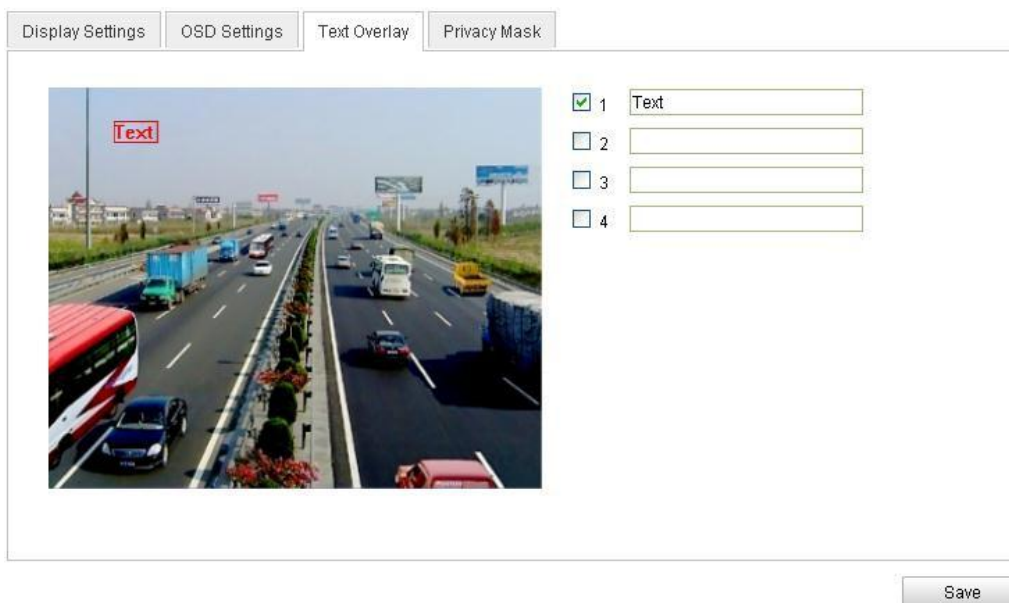 Display Settings
OSD Settings
Text Overlay
Privacy Mask
Text
1 Text
2
3
4
Save